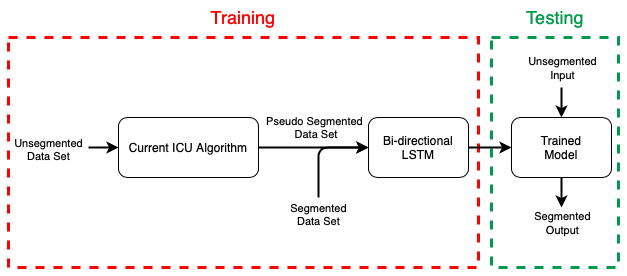 Training
Testing
Unsegmented
Data Set
Current ICU Algorithm
Pseudo Segmented
Data Set
Segmented
Data Set
Bi-directional
LSTM
Unsegmented
Input
Trained
Model
Segmented
Output